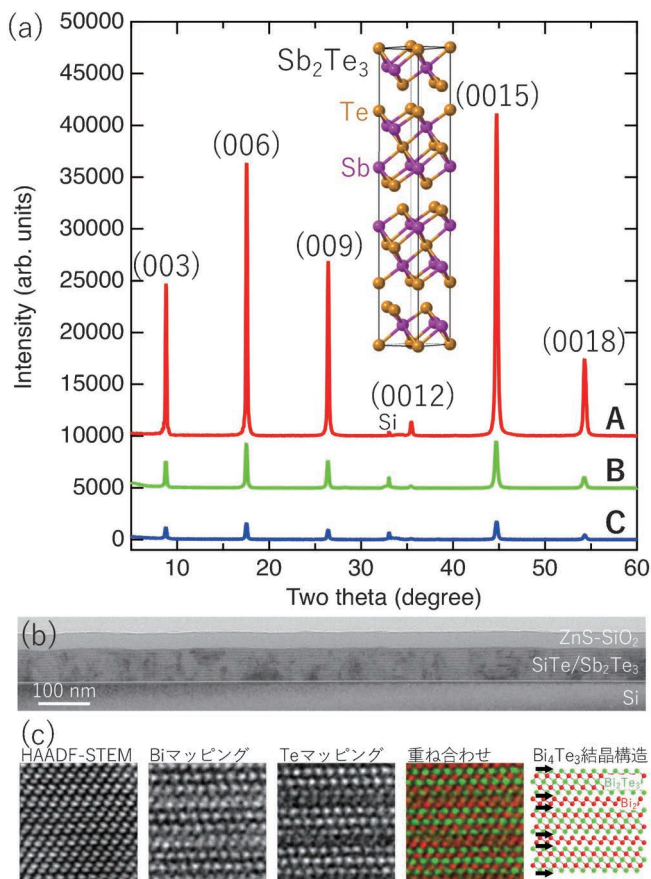 (a)
50000
45000
40000
35000
30000
25000
20000
15000
10000
5000
0
Intensity (arb. units)
Sb2Te3
Te
Sb
(003)
(006)
(009)
(0012)
Si
(0015)
(0018)
A
B
C
10
20
30
40
50
60
Two theta (degree)
(b)
ZnS-SiO2
SiTe/Sb2Te3
Si
100 nm
(c)
HAADF-STEM
Biマッピング
Teマッピング
重ね合わせ
Bi4Te3結晶構造
Bi2Te3
Bi2